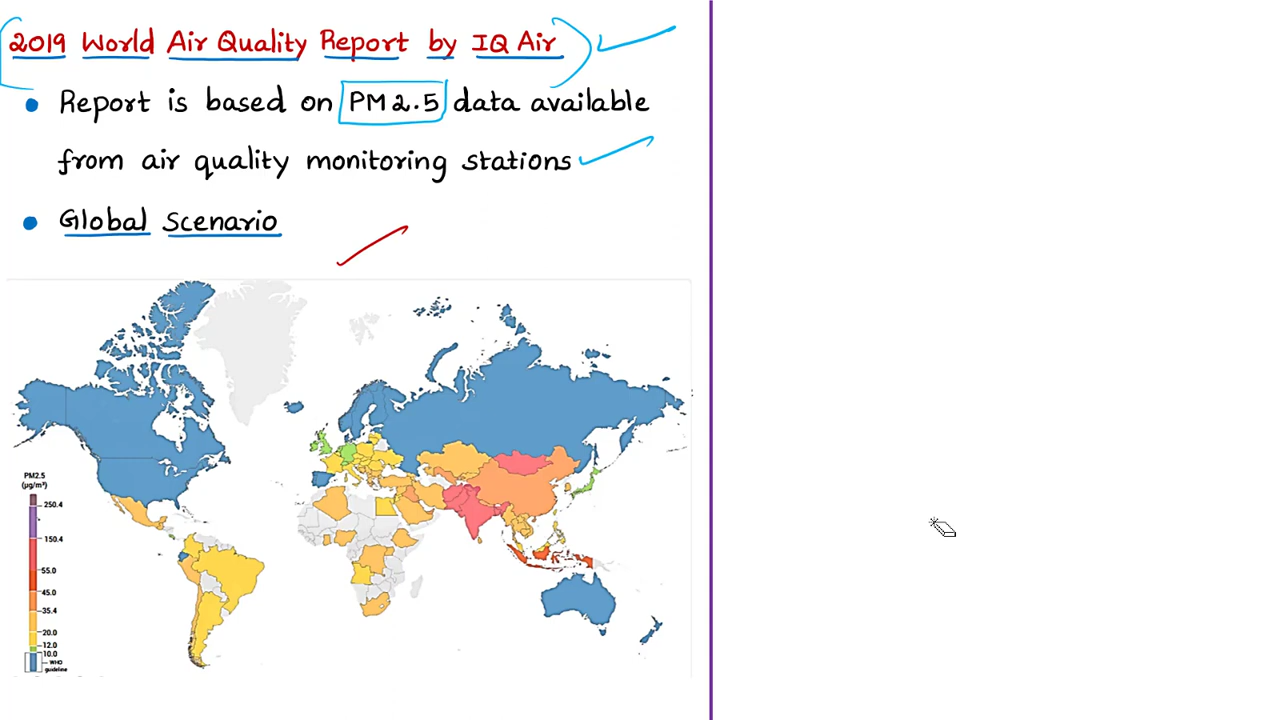 2019 World Air Quality Report by IQ Air
Report is based on PM 2.5 data available
from air quality monitoring stations
Global Scenario
PM2.5
(µg/m³)
250.4
150.4
55.0
45.0
35.4
20.0
12.0
10.0
WHO
guideline